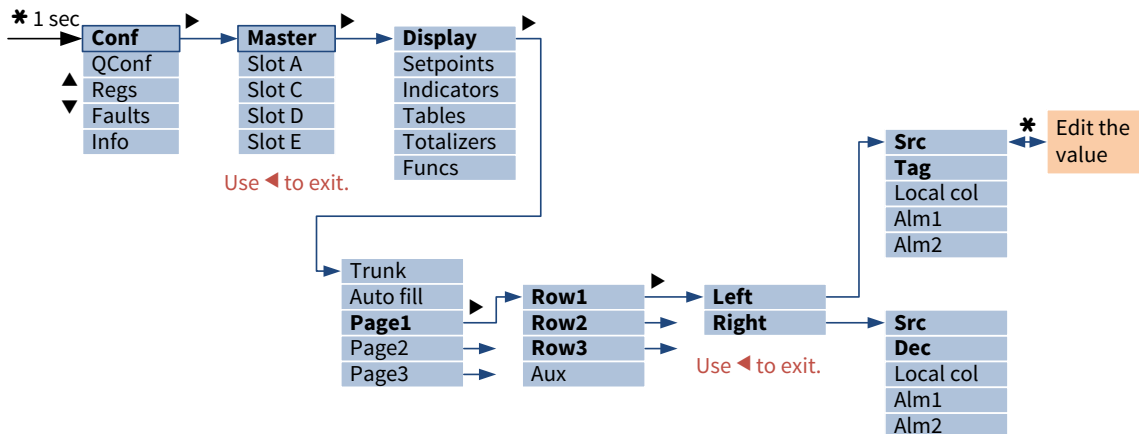 * 1 sec
Conf
QConf
Regs
Faults
Info
Master
Slot A
Slot C
Slot D
Slot E
Use ◀ to exit.
Display
Setpoints
Indicators
Tables
Totalizers
Funcs
Trunk
Auto fill
Page1
Page2
Page3
Row1
Row2
Row3
Aux
Left
Right
Use ◀ to exit.
Src
Tag
Local col
Alm1
Alm2
*
Edit the
value
Src
Dec
Local col
Alm1
Alm2